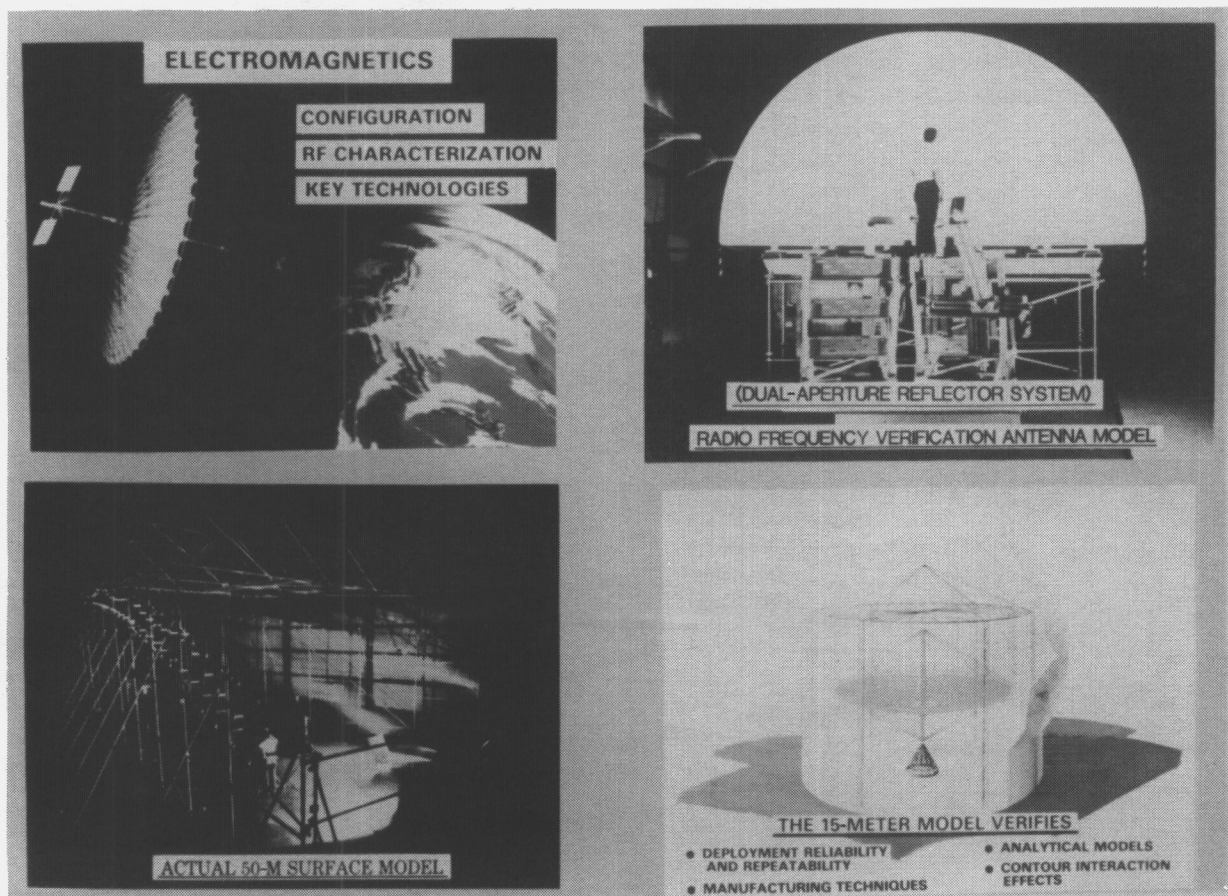 ELECTROMAGNETICS
CONFIGURATION
RF CHARACTERIZATION
KEY TECHNOLOGIES
(DUAL-APERTURE REFLECTOR SYSTEM)
RADIO FREQUENCY VERIFICATION ANTENNA MODEL
ACTUAL 50-M SURFACE MODEL
THE 15-METER MODEL VERIFIES
• DEPLOYMENT RELIABILITY
AND REPEATABILITY
• MANUFACTURING TECHNIQUES
• ANALYTICAL MODELS
• CONTOUR INTERACTION
EFFECTS